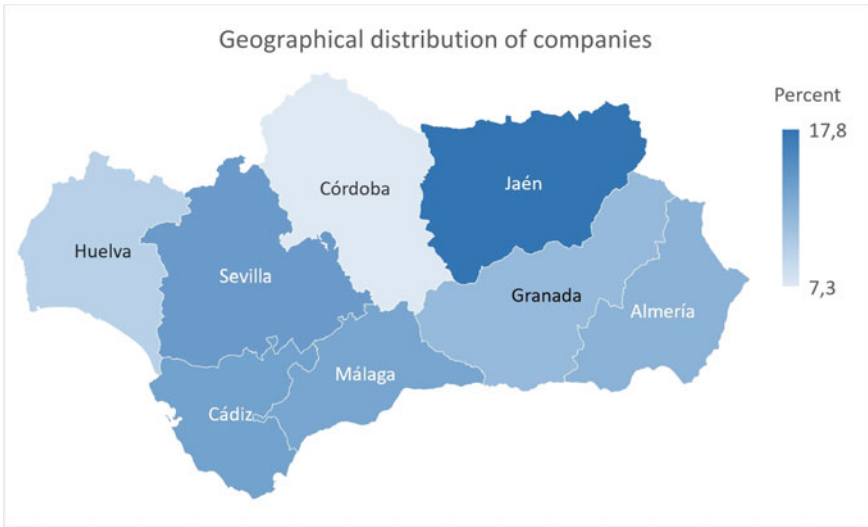 Geographical distribution of companies
Percent
17,8
7,3
Córdoba
Jaén
Huelva
Sevilla
Granada
Almería
Málaga
Cádiz